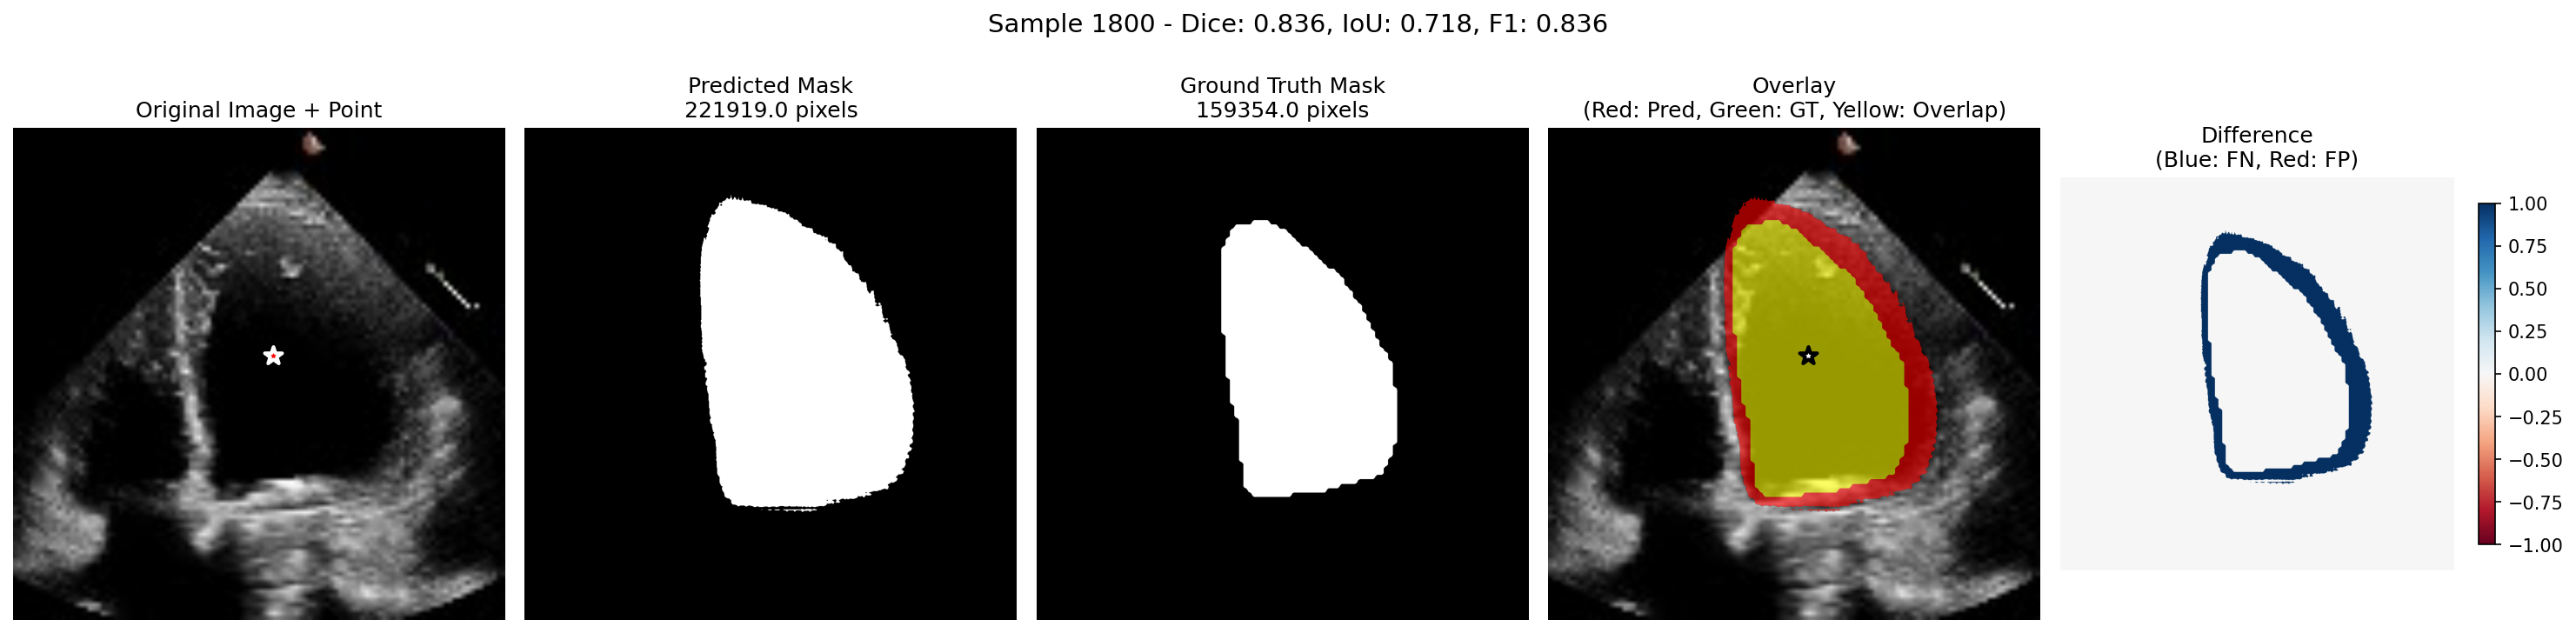 Sample 1800 - Dice: 0.836, IoU: 0.718, F1: 0.836
Original Image + Point
Predicted Mask
221919.0 pixels
Ground Truth Mask
159354.0 pixels
Overlay
(Red: Pred, Green: GT, Yellow: Overlap)
Difference
(Blue: FN, Red: FP)
1.00
0.75
0.50
0.25
0.00
−0.25
−0.50
−0.75
−1.00